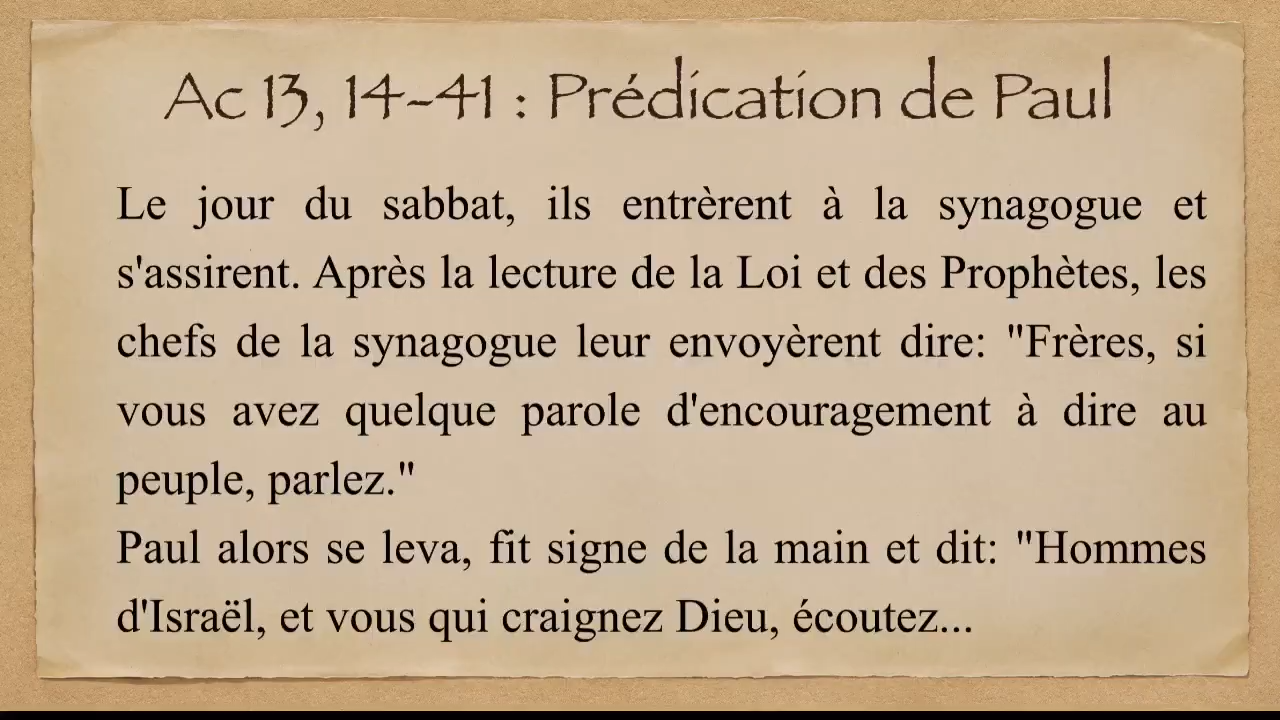 Ac 13, 14-41 : Prédication de Paul
Le jour du sabbat, ils entrèrent à la synagogue et
s'assirent. Après la lecture de la Loi et des Prophètes, les
chefs de la synagogue leur envoyèrent dire: "Frères, si
vous avez quelque parole d'encouragement à dire au
peuple, parlez."
Paul alors se leva, fit signe de la main et dit: "Hommes
d'Israël, et vous qui craignez Dieu, écoutez...